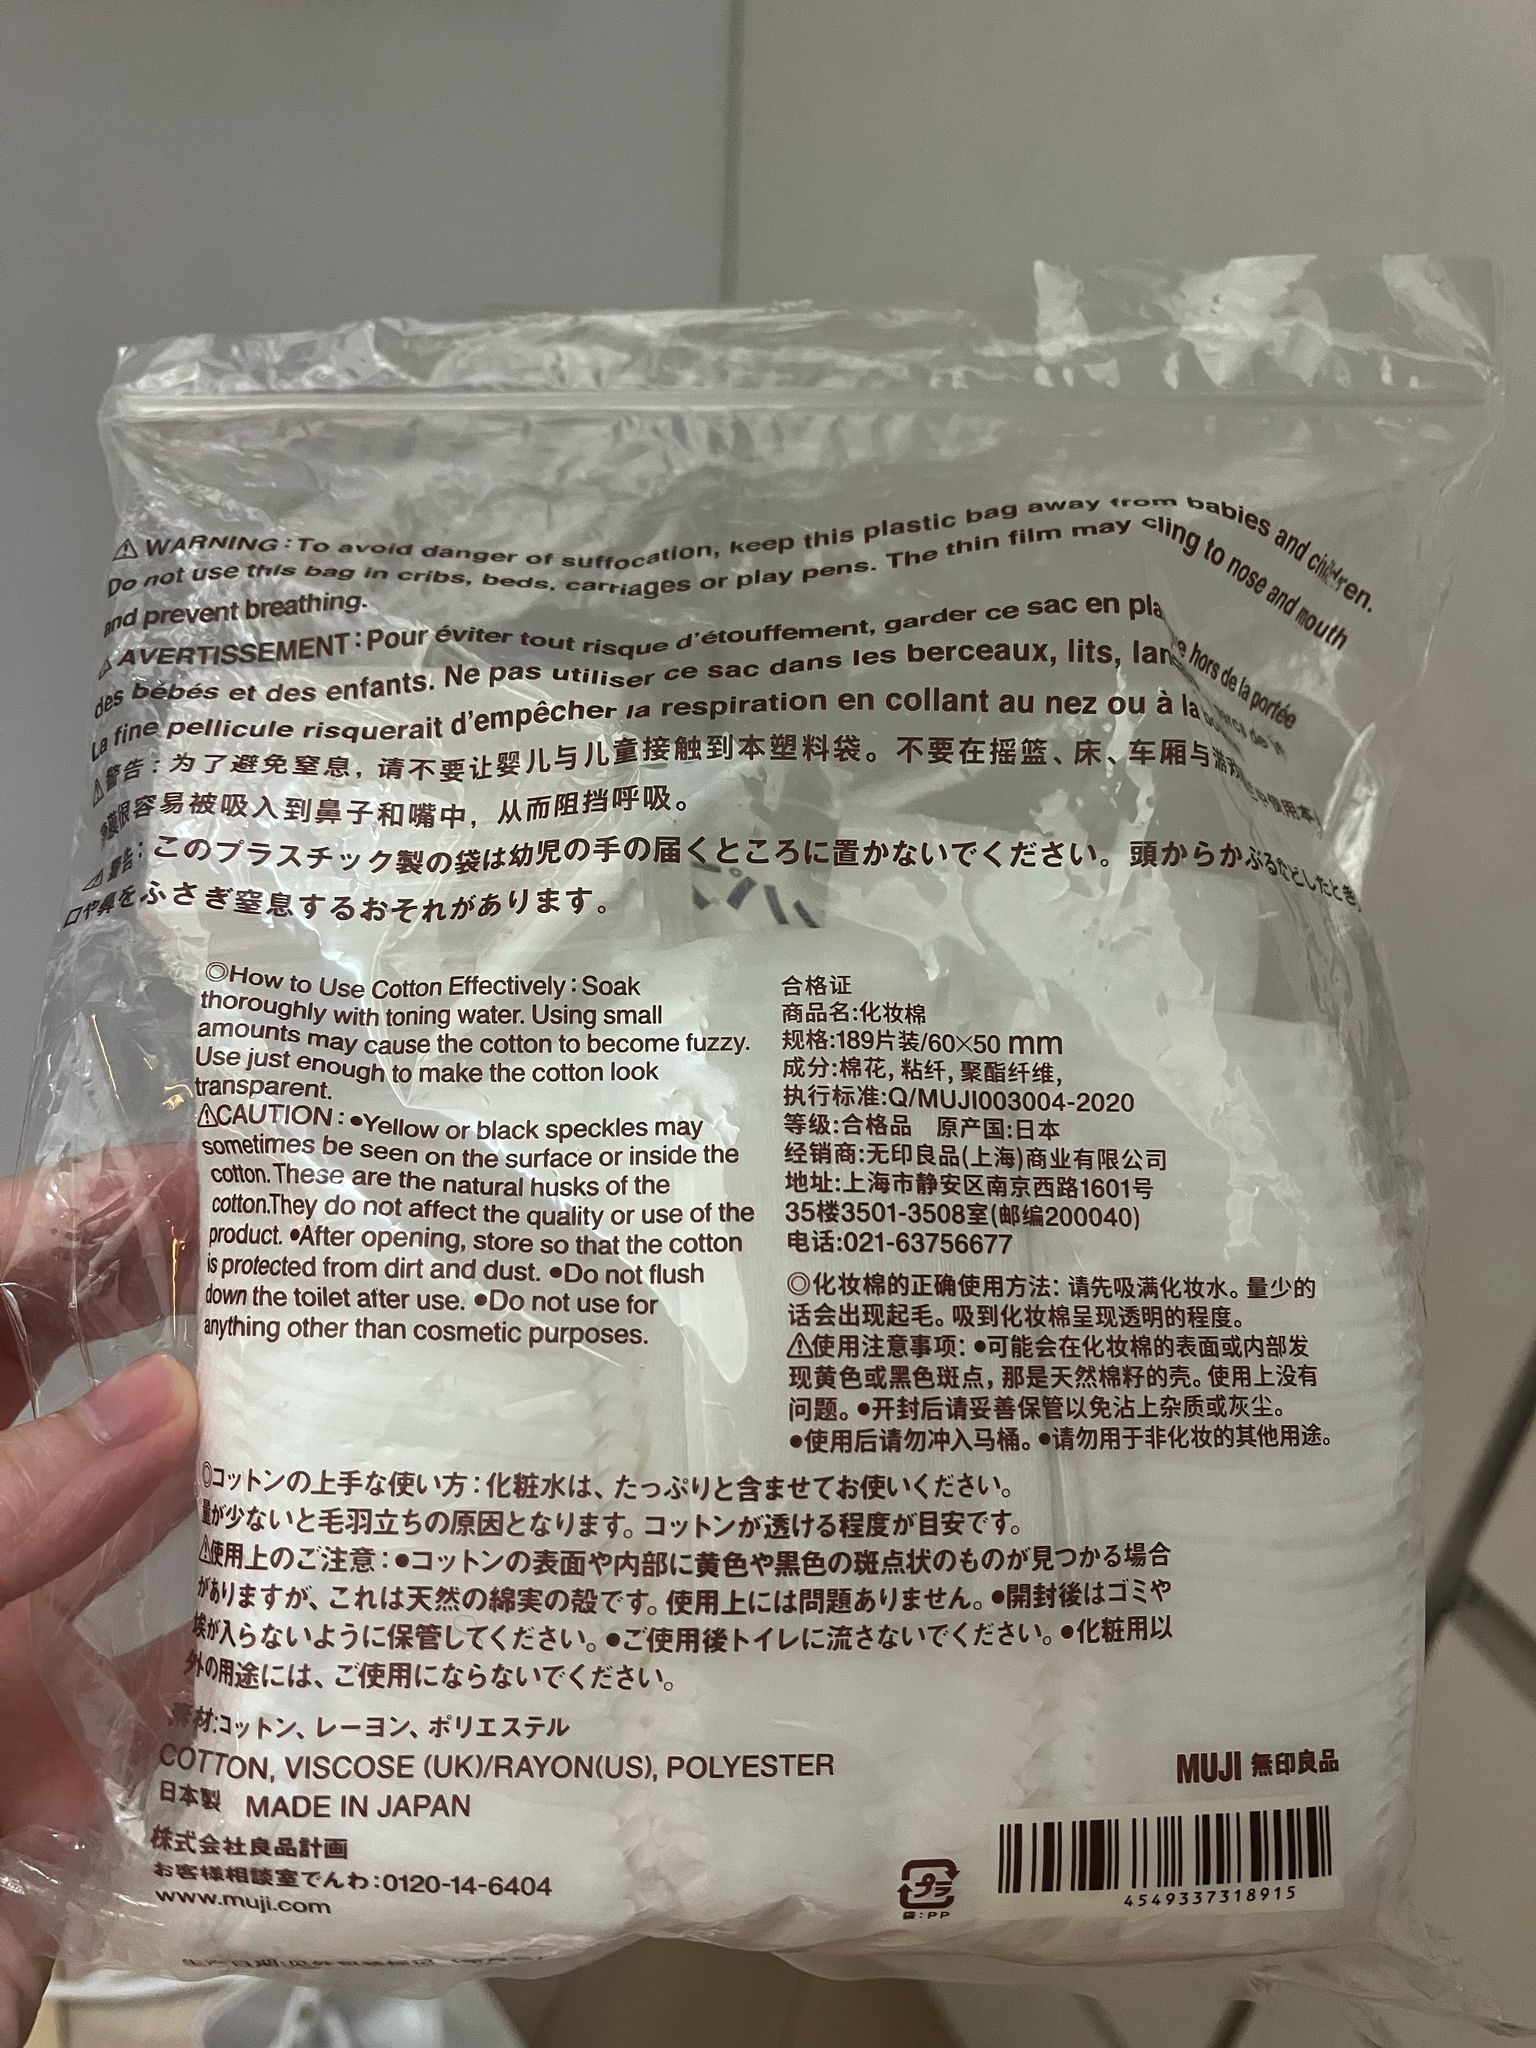 ⚠WARNING:To avoid danger of suffocation, keep this plastic bag away from babies and children.
Do not use this bag in cribs, beds, carriages or play pens. The thin film may cling to nose and mouth
and prevent breathing.
⚠AVERTISSEMENT:Pour éviter tout risque d'étouffement, garder ce sac en pla e hors de la portée
des bébés et des enfants. Ne pas utiliser ce sac dans les berceaux, lits, lan
La fine pellicule risquerait d'empêcher la respiration en collant au nez ou à la
⚠警告:为了避免窒息，请不要让婴儿与儿童接触到本塑料袋。不要在摇篮、床、车厢与游 中使用本
膜很容易被吸入到鼻子和嘴中，从而阻挡呼吸。
⚠警告:このプラスチック製の袋は幼児の手の届くところに置かないでください。頭からかぶるなどしたとき
口や鼻をふさぎ窒息するおそれがあります。
◎How to Use Cotton Effectively:Soak
thoroughly with toning water. Using small
amounts may cause the cotton to become fuzzy.
Use just enough to make the cotton look
transparent.
⚠CAUTION:●Yellow or black speckles may
sometimes be seen on the surface or inside the
cotton.These are the natural husks of the
cotton.They do not affect the quality or use of the
product. ●After opening, store so that the cotton
is protected from dirt and dust. ●Do not flush
down the toilet after use. ●Do not use for
anything other than cosmetic purposes.
合格证
商品名:化妆棉
规格:189片装/60×50 mm
成分:棉花, 粘纤, 聚酯纤维,
执行标准:Q/MUJI003004-2020
等级:合格品 原产国:日本
经销商:无印良品(上海)商业有限公司
地址:上海市静安区南京西路1601号
35楼3501-3508室(邮编200040)
电话:021-63756677
◎化妆棉的正确使用方法: 请先吸满化妆水。量少的
话会出现起毛。吸到化妆棉呈现透明的程度。
⚠使用注意事项: ●可能会在化妆棉的表面或内部发
现黄色或黑色斑点, 那是天然棉籽的壳。使用上没有
问题。●开封后请妥善保管以免沾上杂质或灰尘。
●使用后请勿冲入马桶。●请勿用于非化妆的其他用途。
◎コットンの上手な使い方:化粧水は、たっぷりと含ませてお使いください。
量が少ないと毛羽立ちの原因となります。コットンが透ける程度が目安です。
⚠使用上のご注意:●コットンの表面や内部に黄色や黒色の斑点状のものが見つかる場合
がありますが、これは天然の綿実の殻です。使用上には問題ありません。●開封後はゴミや
埃が入らないように保管してください。●ご使用後トイレに流さないでください。●化粧用以
外の用途には、ご使用にならないでください。
素材:コットン、レーヨン、ポリエステル
COTTON, VISCOSE (UK)/RAYON(US), POLYESTER
日本製 MADE IN JAPAN
株式会社良品計画
お客様相談室でんわ:0120-14-6404
www.muji.com
MUJI 無印良品
プラ
袋:PP
4549337318915